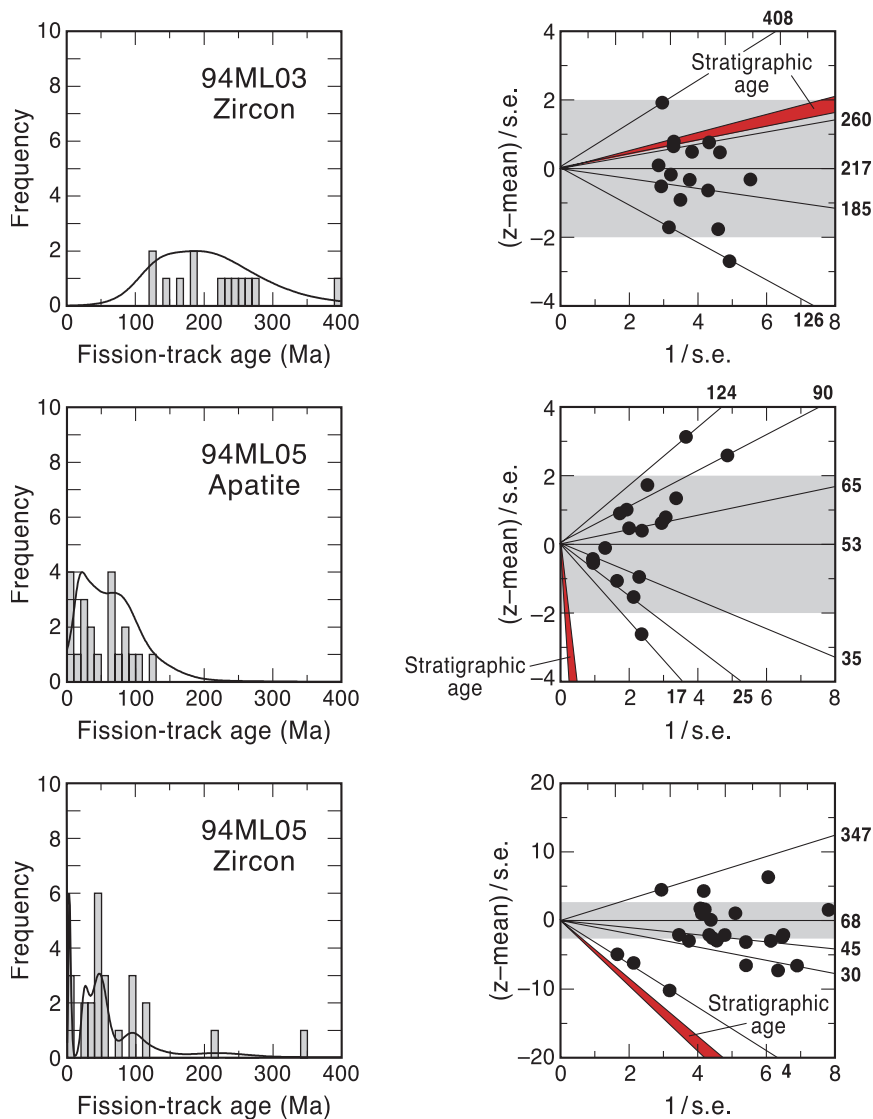 94ML03
Zircon
Frequency
10
8
6
4
2
0
0 100 200 300 400
Fission-track age (Ma)
408
Stratigraphic
age
260
217
185
126
(z–mean)/s.e.
4
2
0
–2
–4
0 2 4 6 8
1/s.e.
94ML05
Apatite
Frequency
10
8
6
4
2
0
0 100 200 300 400
Fission-track age (Ma)
124 90
65
53
35
17 25
Stratigraphic
age
(z–mean)/s.e.
4
2
0
–2
–4
0 2 4 6 8
1/s.e.
94ML05
Zircon
Frequency
10
8
6
4
2
0
0 100 200 300 400
Fission-track age (Ma)
347
68
45
30
4
Stratigraphic
age
(z–mean)/s.e.
20
10
0
–10
–20
0 2 4 6 8
1/s.e.